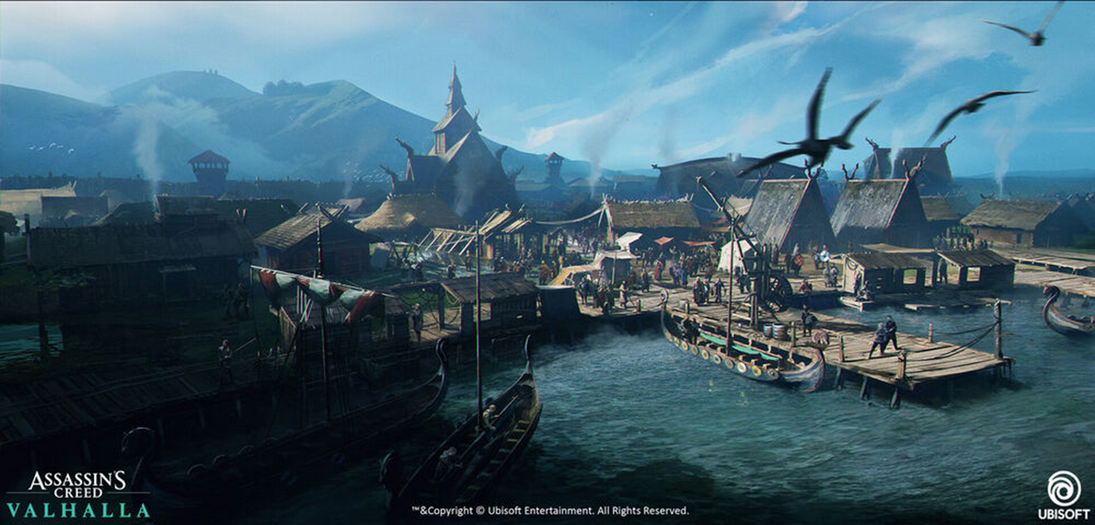 ASSASSIN'S
CREED
VALHALLA
™&Copyright © Ubisoft Entertainment. All Rights Reserved.
UBISOFT